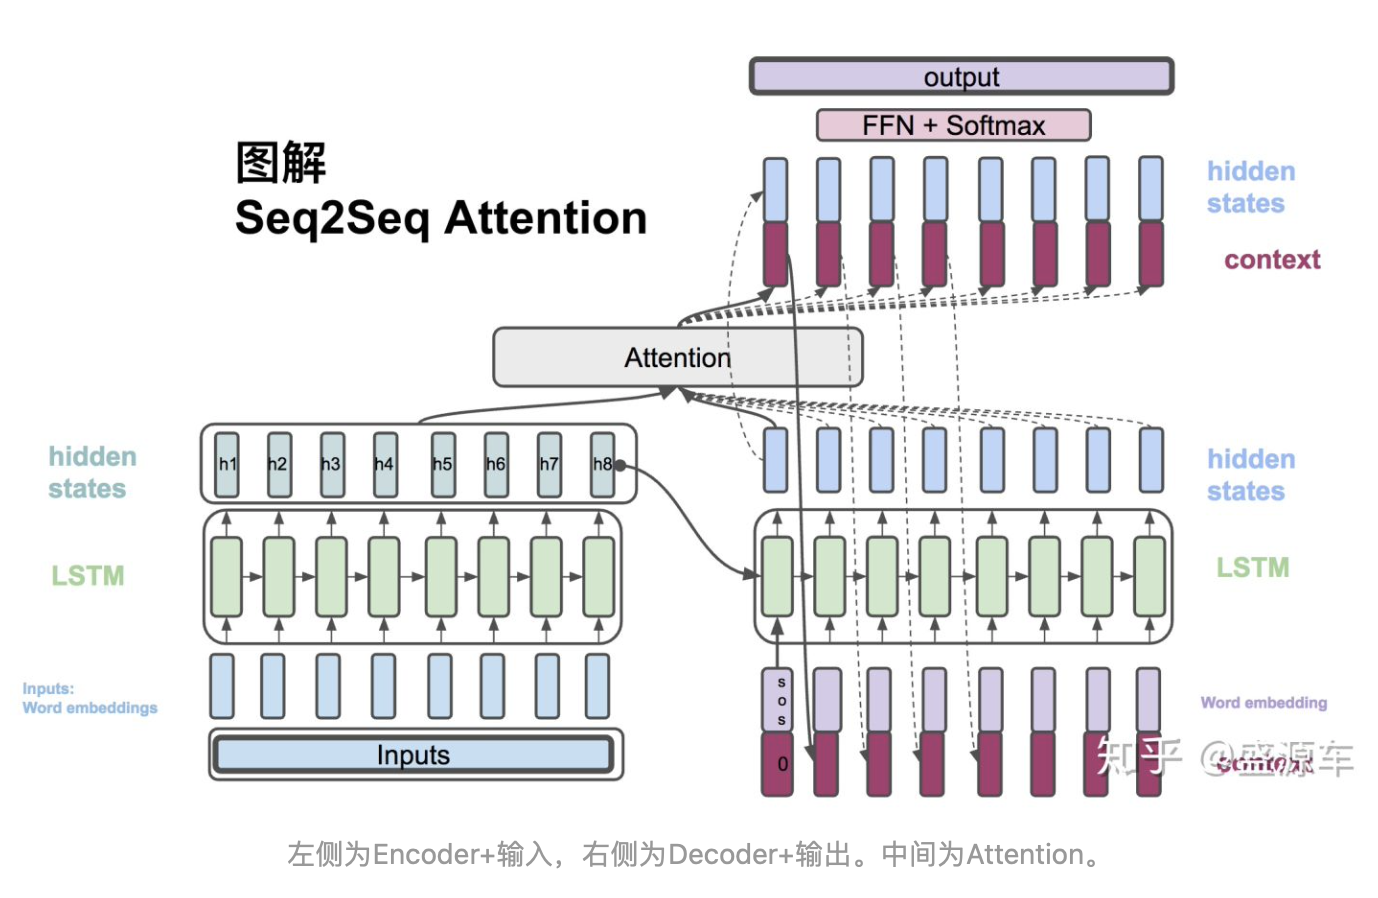 output
FFN + Softmax
图解
Seq2Seq Attention
hidden
states
context
Attention
hidden
states
h1 h2 h3 h4 h5 h6 h7 h8
hidden
states
LSTM
LSTM
Inputs:
Word embeddings
sos
Word embedding
Inputs
0
context
知乎 @盛源车
左侧为Encoder+输入，右侧为Decoder+输出。中间为Attention。